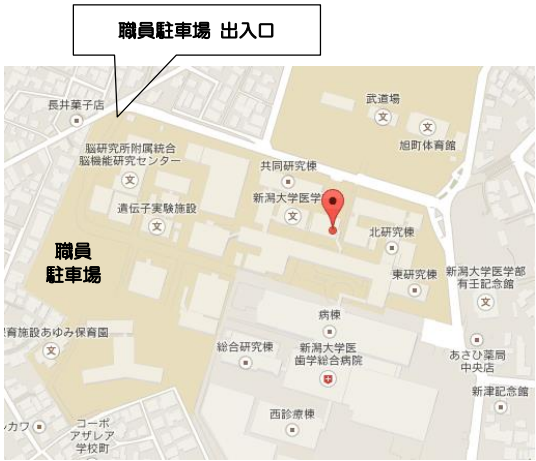 職員駐車場 出入口
長井菓子店
武道場
旭町体育館
脳研究所附属統合
脳機能研究センター
共同研究棟
新潟大学医学
遺伝子実験施設
北研究棟
職員
駐車場
東研究棟
新潟大学医学部
有壬記念館
育施設あゆみ保育園
病棟
総合研究棟
新潟大学医
歯学総合病院
あさひ薬局
中央店
新津記念館
西診療棟
ルカワ
コーポ
アザレア
学校町